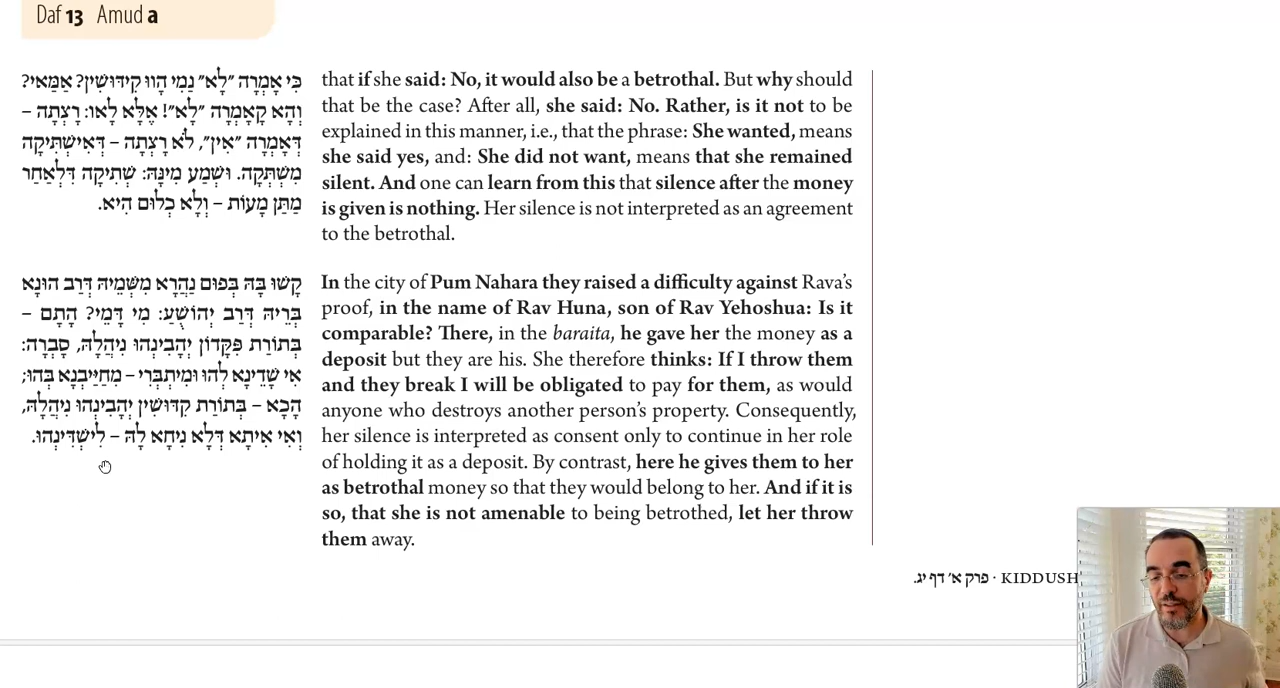 Daf 13 Amud a
כִּי אָמְרָה ״לָא״ נַמִי הָווּ קִידּוּשִׁין? אַמַּאי?
וְהָא קָאָמְרָה ״לָא״! אֶלָּא לָאו: רָצְתָה –
דְּאָמְרָה ״אִין״, לֹא רָצְתָה – דְּאִישְׁתִּיקָה
מִשְׁתְּקָה. וּשְׁמַע מִינָּהּ: שְׁתִיקָה דִּלְאַחַר
מַתַּן מָעוֹת – וְלָא כְּלוּם הִיא.
that if she said: No, it would also be a betrothal. But why should
that be the case? After all, she said: No. Rather, is it not to be
explained in this manner, i.e., that the phrase: She wanted, means
she said yes, and: She did not want, means that she remained
silent. And one can learn from this that silence after the money
is given is nothing. Her silence is not interpreted as an agreement
to the betrothal.
קָשׁוּ בַּהּ בְּפוּם נַהֲרָא מִשְּׁמֵיהּ דְּרַב הוּנָא
בְּרֵיהּ דְּרַב יְהוֹשֻׁעַ: מִי דָּמֵי? הָתָם –
בְּתוֹרַת פִּקָּדוֹן יְהָבִינְהוּ נִיהֲלָהּ, סָבְרָה:
אִי שָׁדֵינָא לְהוּ וּמִיתַּבְרִי – מִחַיַּיבְנָא בְּהוּ;
הָכָא – בְּתוֹרַת קִדּוּשִׁין יְהָבִינְהוּ נִיהֲלָהּ,
וְאִי אִיתָא דְּלָא נִיחָא לַהּ – לִישְׁדִּינְהוּ.
In the city of Pum Nahara they raised a difficulty against Rava's
proof, in the name of Rav Huna, son of Rav Yehoshua: Is it
comparable? There, in the baraita, he gave her the money as a
deposit but they are his. She therefore thinks: If I throw them
and they break I will be obligated to pay for them, as would
anyone who destroys another person's property. Consequently,
her silence is interpreted as consent only to continue in her role
of holding it as a deposit. By contrast, here he gives them to her
as betrothal money so that they would belong to her. And if it is
so, that she is not amenable to being betrothed, let her throw
them away.
KIDDUSH · פרק א׳ דף יג.